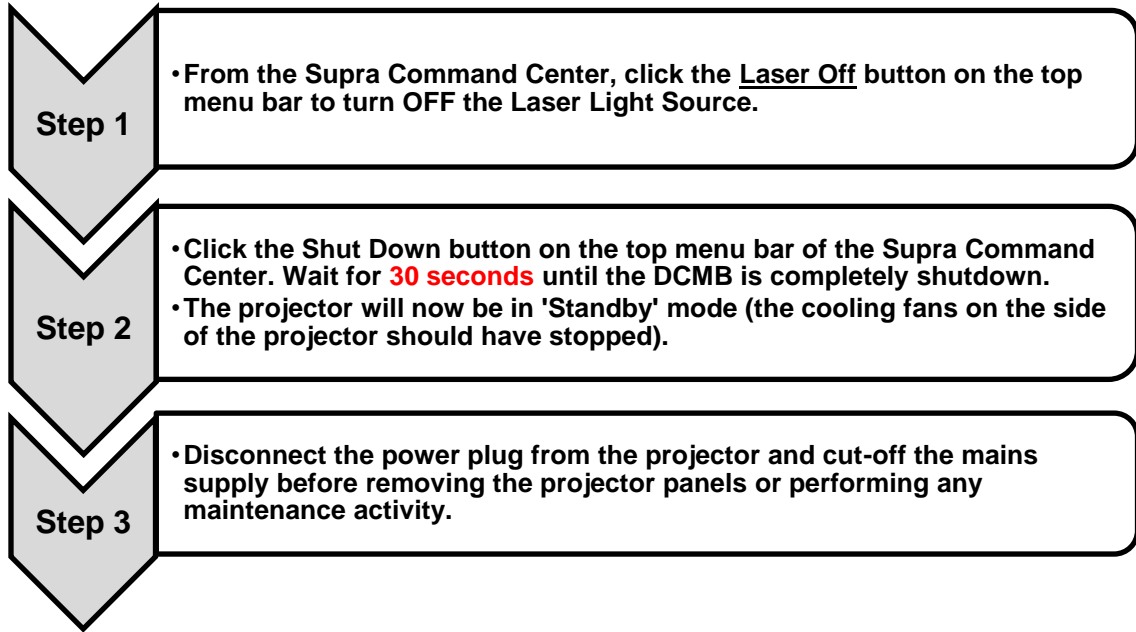 Step 1
•From the Supra Command Center, click the Laser Off button on the top
menu bar to turn OFF the Laser Light Source.
Step 2
•Click the Shut Down button on the top menu bar of the Supra Command
Center. Wait for 30 seconds until the DCMB is completely shutdown.
•The projector will now be in 'Standby' mode (the cooling fans on the side
of the projector should have stopped).
Step 3
•Disconnect the power plug from the projector and cut-off the mains
supply before removing the projector panels or performing any
maintenance activity.